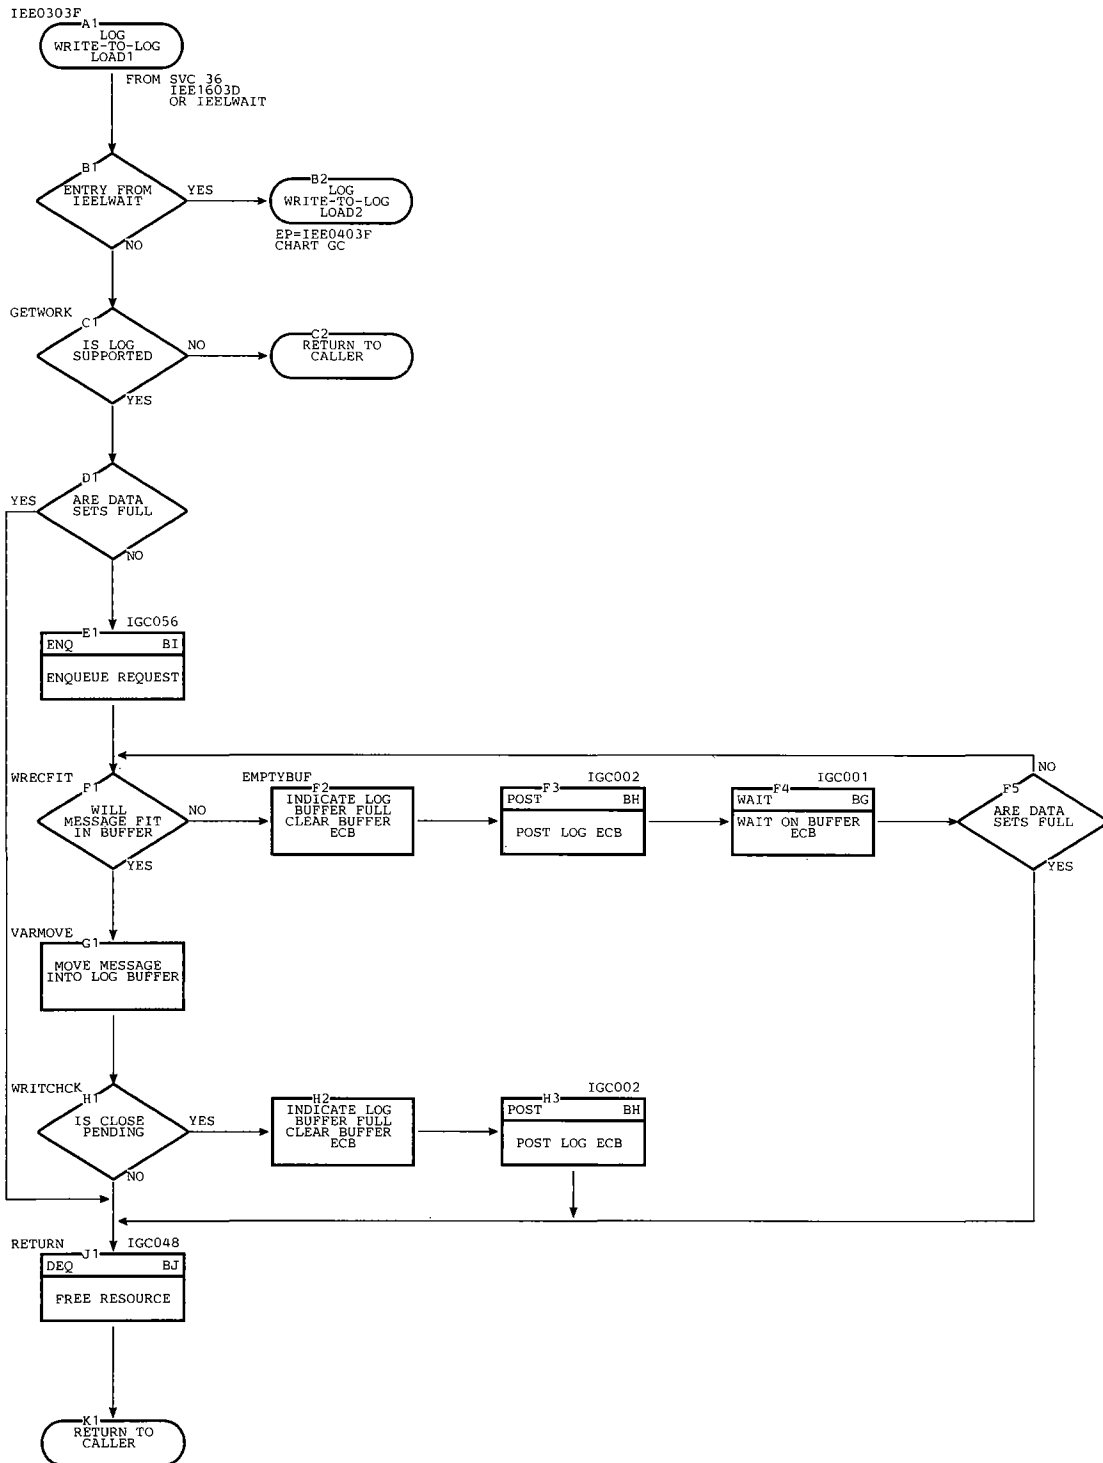 IEE0303F
A1
LOG
WRITE-TO-LOG
LOAD1
FROM SVC 36
IEE1603D
OR IEELWAIT
B1
ENTRY FROM
IEELWAIT
YES
NO
B2
LOG
WRITE-TO-LOG
LOAD2
EP=IEE0403F
CHART GC
GETWORK
C1
IS LOG
SUPPORTED
NO
YES
C2
RETURN TO
CALLER
D1
ARE DATA
SETS FULL
YES
NO
IGC056
E1
ENQ BI
ENQUEUE REQUEST
WRECFIT
F1
WILL
MESSAGE FIT
IN BUFFER
NO
YES
EMPTYBUF
F2
INDICATE LOG
BUFFER FULL
CLEAR BUFFER
ECB
IGC002
F3
POST BH
POST LOG ECB
IGC001
F4
WAIT BG
WAIT ON BUFFER
ECB
NO
F5
ARE DATA
SETS FULL
YES
VARMOVE
G1
MOVE MESSAGE
INTO LOG BUFFER
WRITCHCK
H1
IS CLOSE
PENDING
YES
NO
H2
INDICATE LOG
BUFFER FULL
CLEAR BUFFER
ECB
IGC002
H3
POST BH
POST LOG ECB
RETURN
J1
IGC048
DEQ BJ
FREE RESOURCE
K1
RETURN TO
CALLER